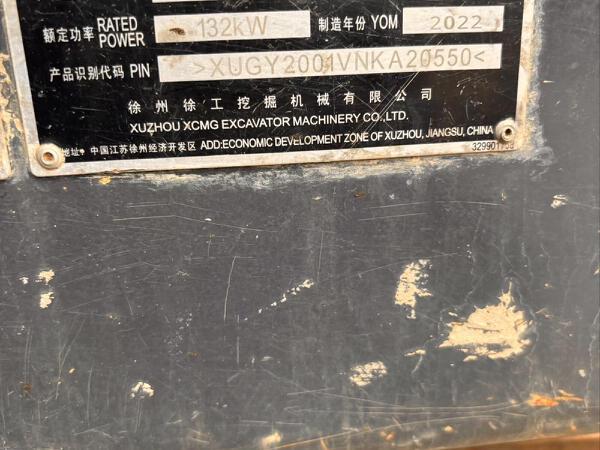 额定功率 RATED POWER 132kW 制造年份 YOM 2022
产品识别代码 PIN >XUGY2001VNKA20550<
徐州徐工挖掘机械有限公司
XUZHOU XCMG EXCAVATOR MACHINERY CO.,LTD.
地址: 中国江苏徐州经济开发区 ADD:ECONOMIC DEVELOPMENT ZONE OF XUZHOU, JIANGSU, CHINA